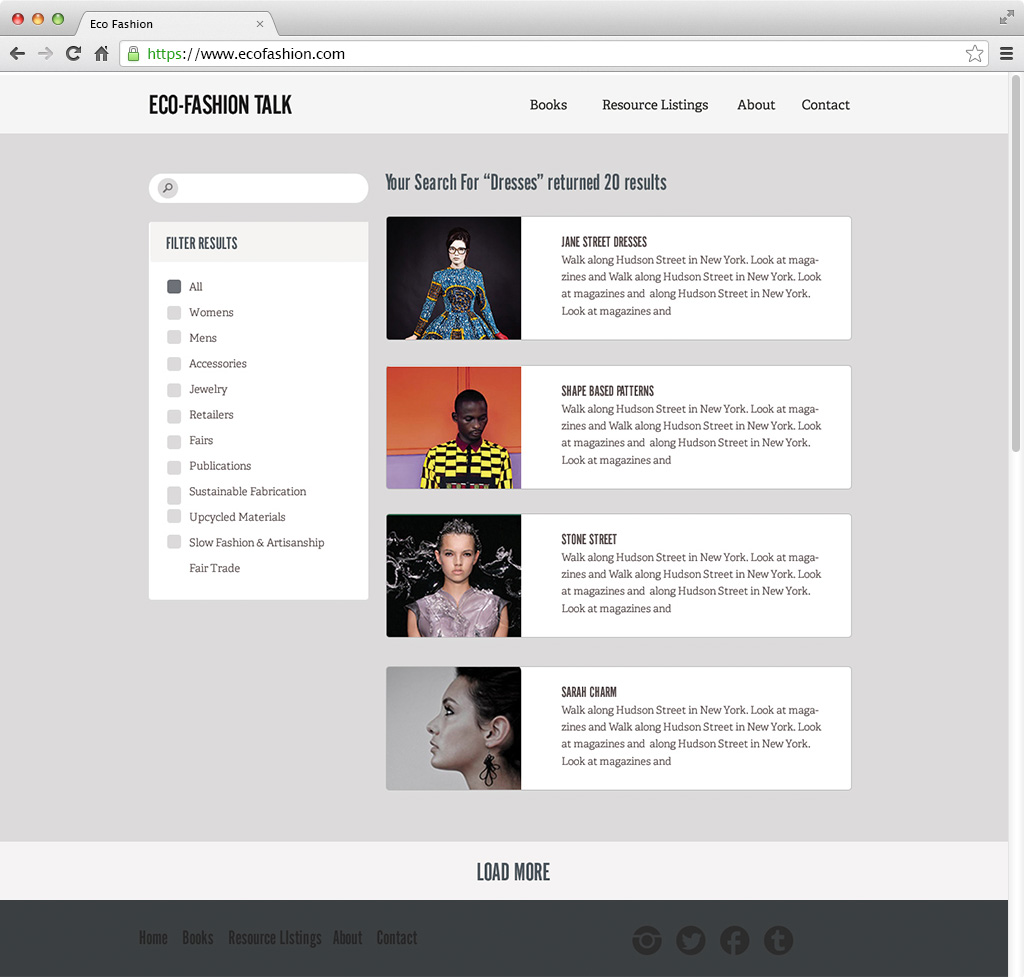 Eco Fashion
https://www.ecofashion.com
ECO-FASHION TALK
Books
Resource Listings
About
Contact
Your Search For “Dresses” returned 20 results
FILTER RESULTS
All
Womens
Mens
Accessories
Jewelry
Retailers
Fairs
Publications
Sustainable Fabrication
Upcycled Materials
Slow Fashion & Artisanship
Fair Trade
JANE STREET DRESSES
Walk along Hudson Street in New York. Look at maga-
zines and Walk along Hudson Street in New York. Look
at magazines and along Hudson Street in New York.
Look at magazines and
SHAPE BASED PATTERNS
Walk along Hudson Street in New York. Look at maga-
zines and Walk along Hudson Street in New York. Look
at magazines and along Hudson Street in New York.
Look at magazines and
STONE STREET
Walk along Hudson Street in New York. Look at maga-
zines and Walk along Hudson Street in New York. Look
at magazines and along Hudson Street in New York.
Look at magazines and
SARAH CHARM
Walk along Hudson Street in New York. Look at maga-
zines and Walk along Hudson Street in New York. Look
at magazines and along Hudson Street in New York.
Look at magazines and
LOAD MORE
Home Books Resource LIstings About Contact